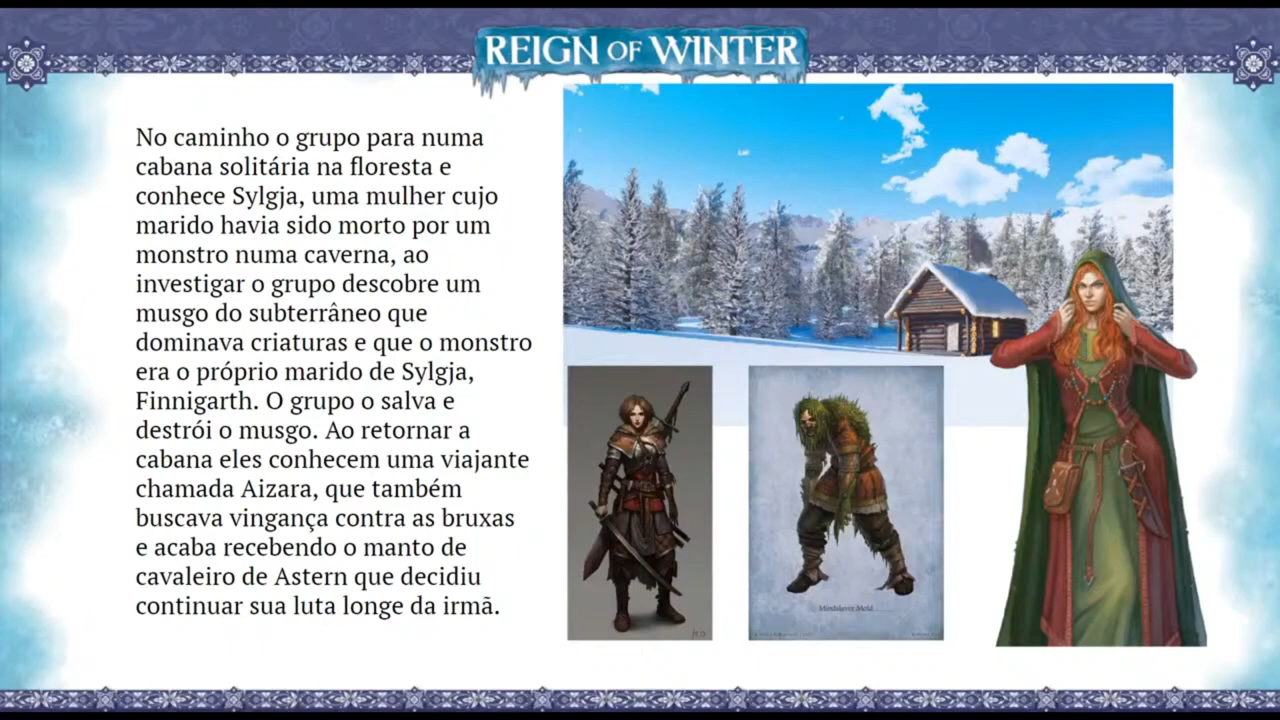 REIGN OF WINTER
No caminho o grupo para numa
cabana solitária na floresta e
conhece Sylgja, uma mulher cujo
marido havia sido morto por um
monstro numa caverna, ao
investigar o grupo descobre um
musgo do subterrâneo que
dominava criaturas e que o monstro
era o próprio marido de Sylgja,
Finnigarth. O grupo o salva e
destrói o musgo. Ao retornar a
cabana eles conhecem uma viajante
chamada Aizara, que também
buscava vingança contra as bruxas
e acaba recebendo o manto de
cavaleiro de Astern que decidiu
continuar sua luta longe da irmã.
Mindslaver Mold